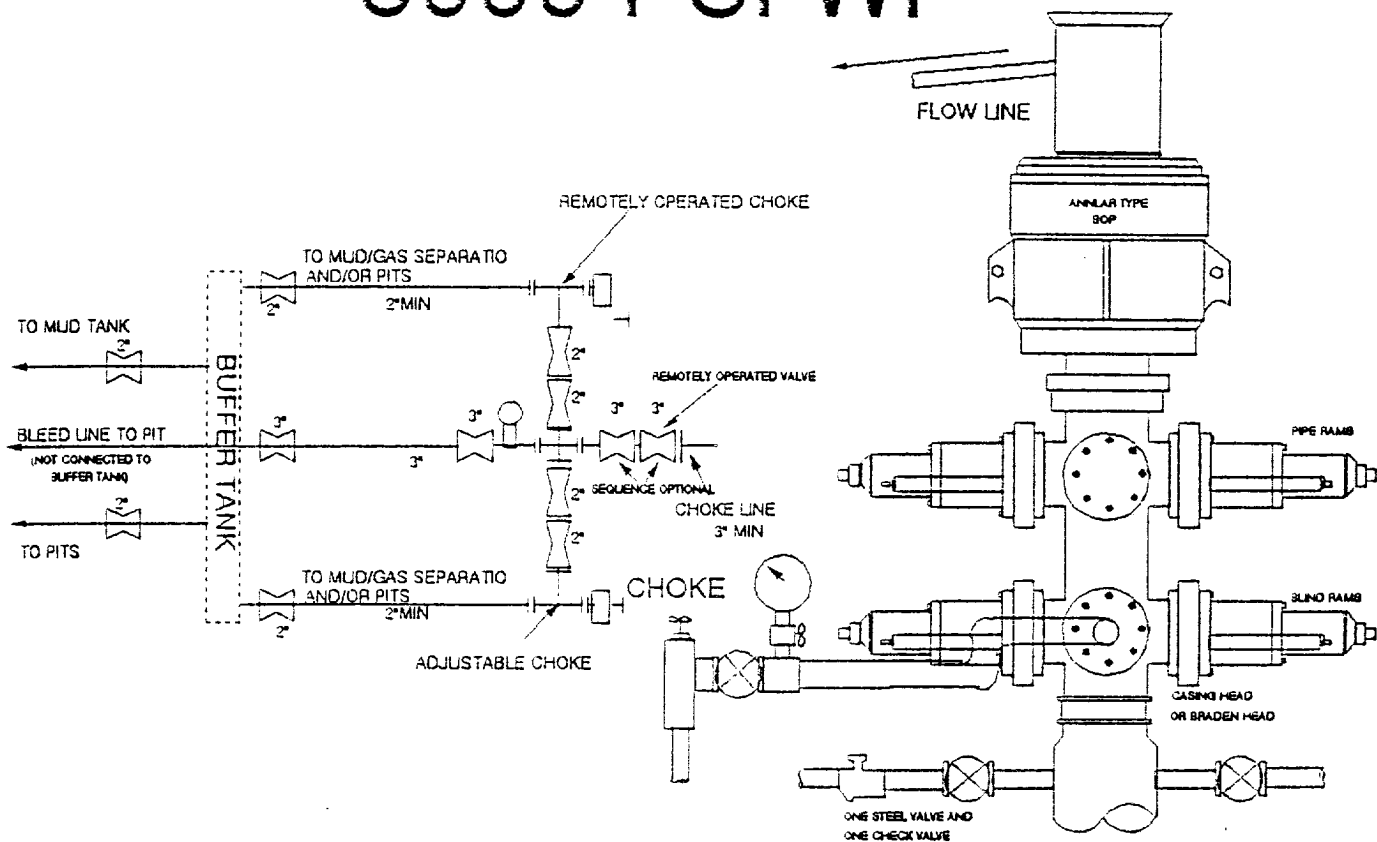 FLOW LINE
ANNLAR TYPE
BOP
REMOTELY OPERATED CHOKE
TO MUD/GAS SEPARATIO
AND/OR PITS
2" MIN
2"
TO MUD TANK
2"
2"
2"
REMOTELY OPERATED VALVE
BUFFER TANK
BLEED LINE TO PIT
(NOT CONNECTED TO
BUFFER TANK)
3"
3"
3"
3"
3"
PIPE RAMS
SEQUENCE OPTIONAL
2"
CHOKE LINE
3" MIN
2"
2"
TO PITS
TO MUD/GAS SEPARATIO
AND/OR PITS
2" MIN
2"
CHOKE
BLIND RAMS
ADJUSTABLE CHOKE
CASING HEAD
OR BRADEN HEAD
ONE STEEL VALVE AND
ONE CHECK VALVE